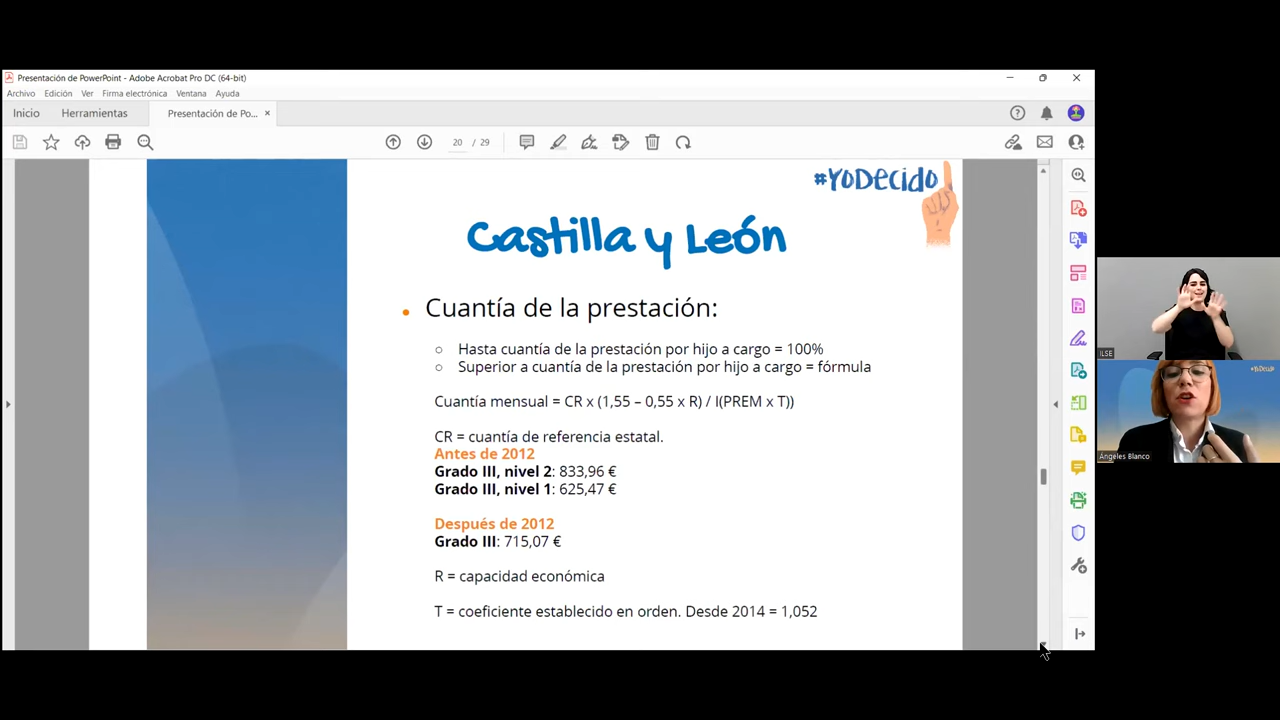 Presentación de PowerPoint - Adobe Acrobat Pro DC (64-bit)
Archivo Edición Ver Firma electrónica Ventana Ayuda
Inicio Herramientas Presentación de Po... ×
20 / 29
#YoDecido
Castilla y León
• Cuantía de la prestación:
○ Hasta cuantía de la prestación por hijo a cargo = 100%
○ Superior a cuantía de la prestación por hijo a cargo = fórmula
Cuantía mensual = CR x (1,55 – 0,55 x R) / I(PREM x T))
CR = cuantía de referencia estatal.
Antes de 2012
Grado III, nivel 2: 833,96 €
Grado III, nivel 1: 625,47 €
Después de 2012
Grado III: 715,07 €
R = capacidad económica
T = coeficiente establecido en orden. Desde 2014 = 1,052
ILSE
#YoDecido
Ángeles Blanco